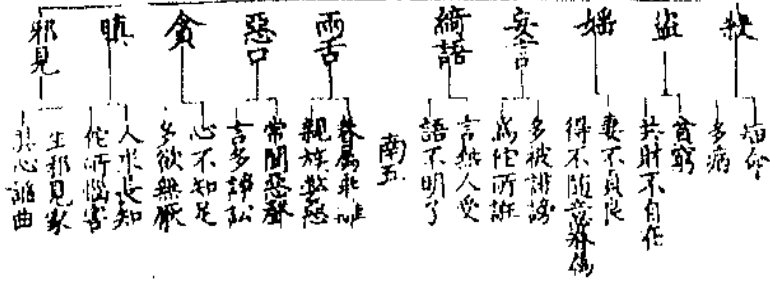 殺
短命
多病
盜
貧窮
共財不自在
婬
妻不貞良
得不隨意眷属
妄言
多被誹謗
為佗所誑
綺語
言無人受
語不明了
南五
兩舌
眷属乖離
親族弊惡
惡口
常聞惡聲
言多諍訟
貪
心不知足
多欲無厭
瞋
人求長短
佗所惱害
邪見
生邪見家
其心諂曲